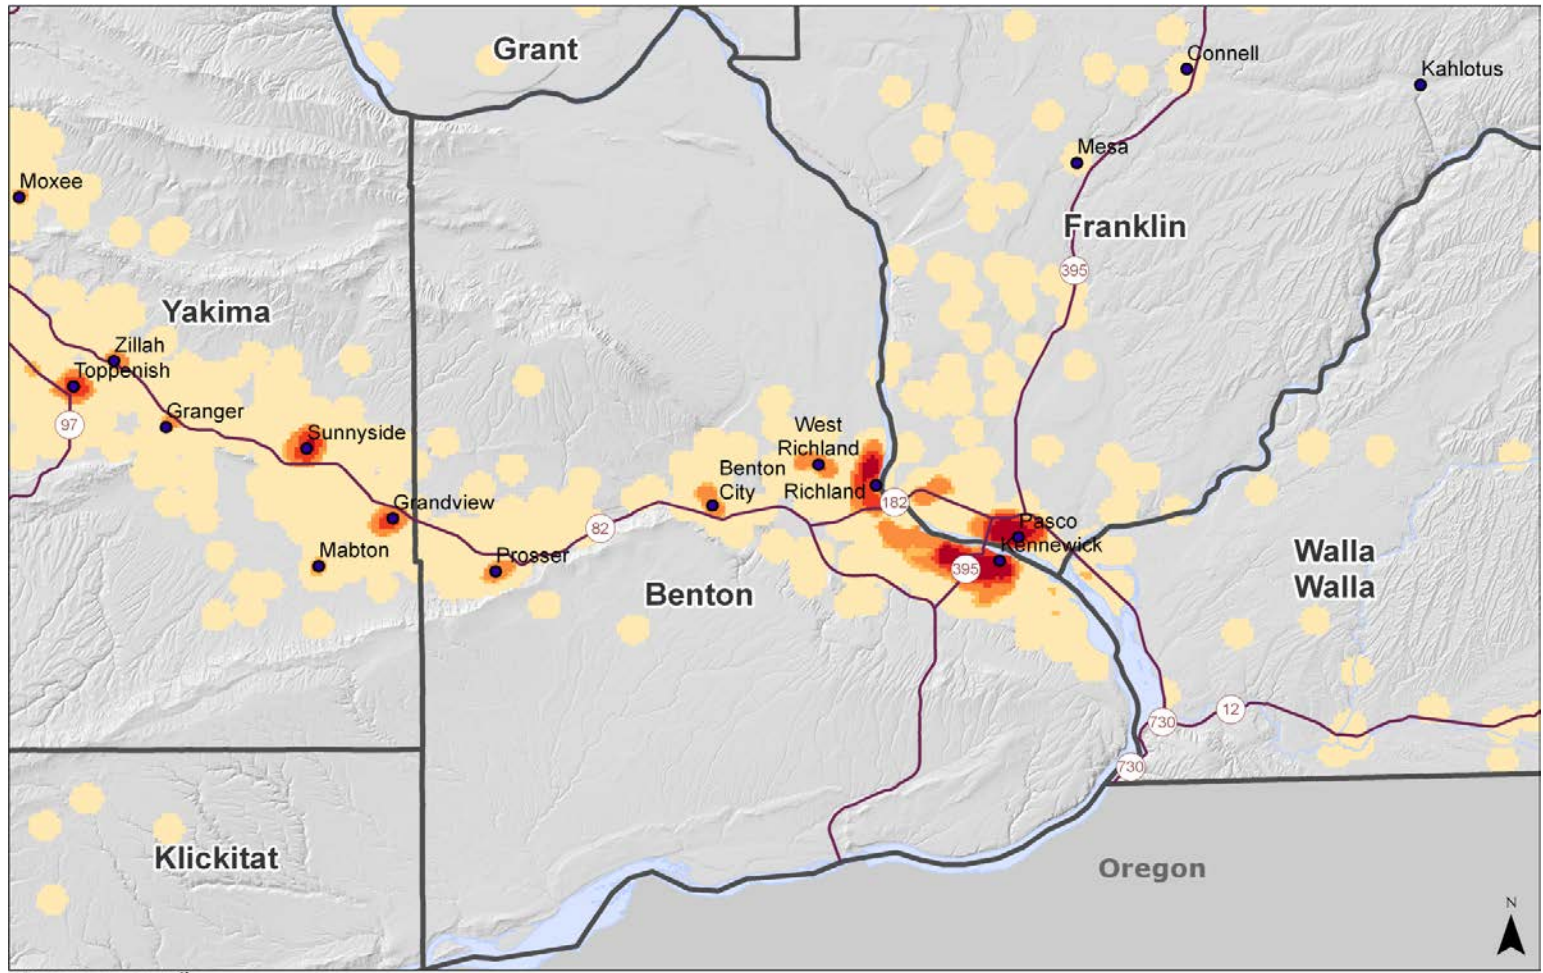 Grant
Connell
Kahlotus
Mesa
Moxee
Franklin
395
Yakima
Zillah
Toppenish
Granger
97
Sunnyside
West
Richland
Benton
City
Richland
Grandview
182
82
Pasco
Kennewick
Mabton
Prosser
395
Benton
Walla
Walla
12
730
730
Klickitat
Oregon
N